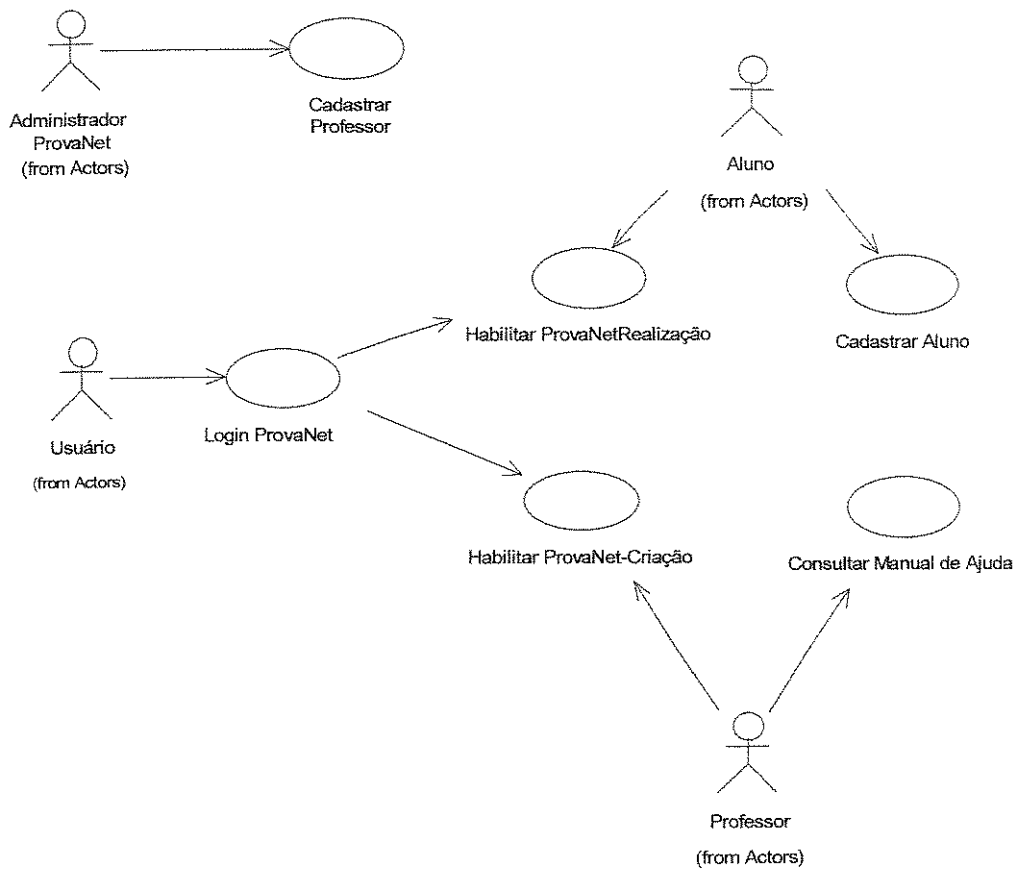 Administrador
ProvaNet
(from Actors)
Cadastrar
Professor
Aluno
(from Actors)
Habilitar ProvaNetRealização
Cadastrar Aluno
Usuário
(from Actors)
Login ProvaNet
Habilitar ProvaNet-Criação
Consultar Manual de Ajuda
Professor
(from Actors)